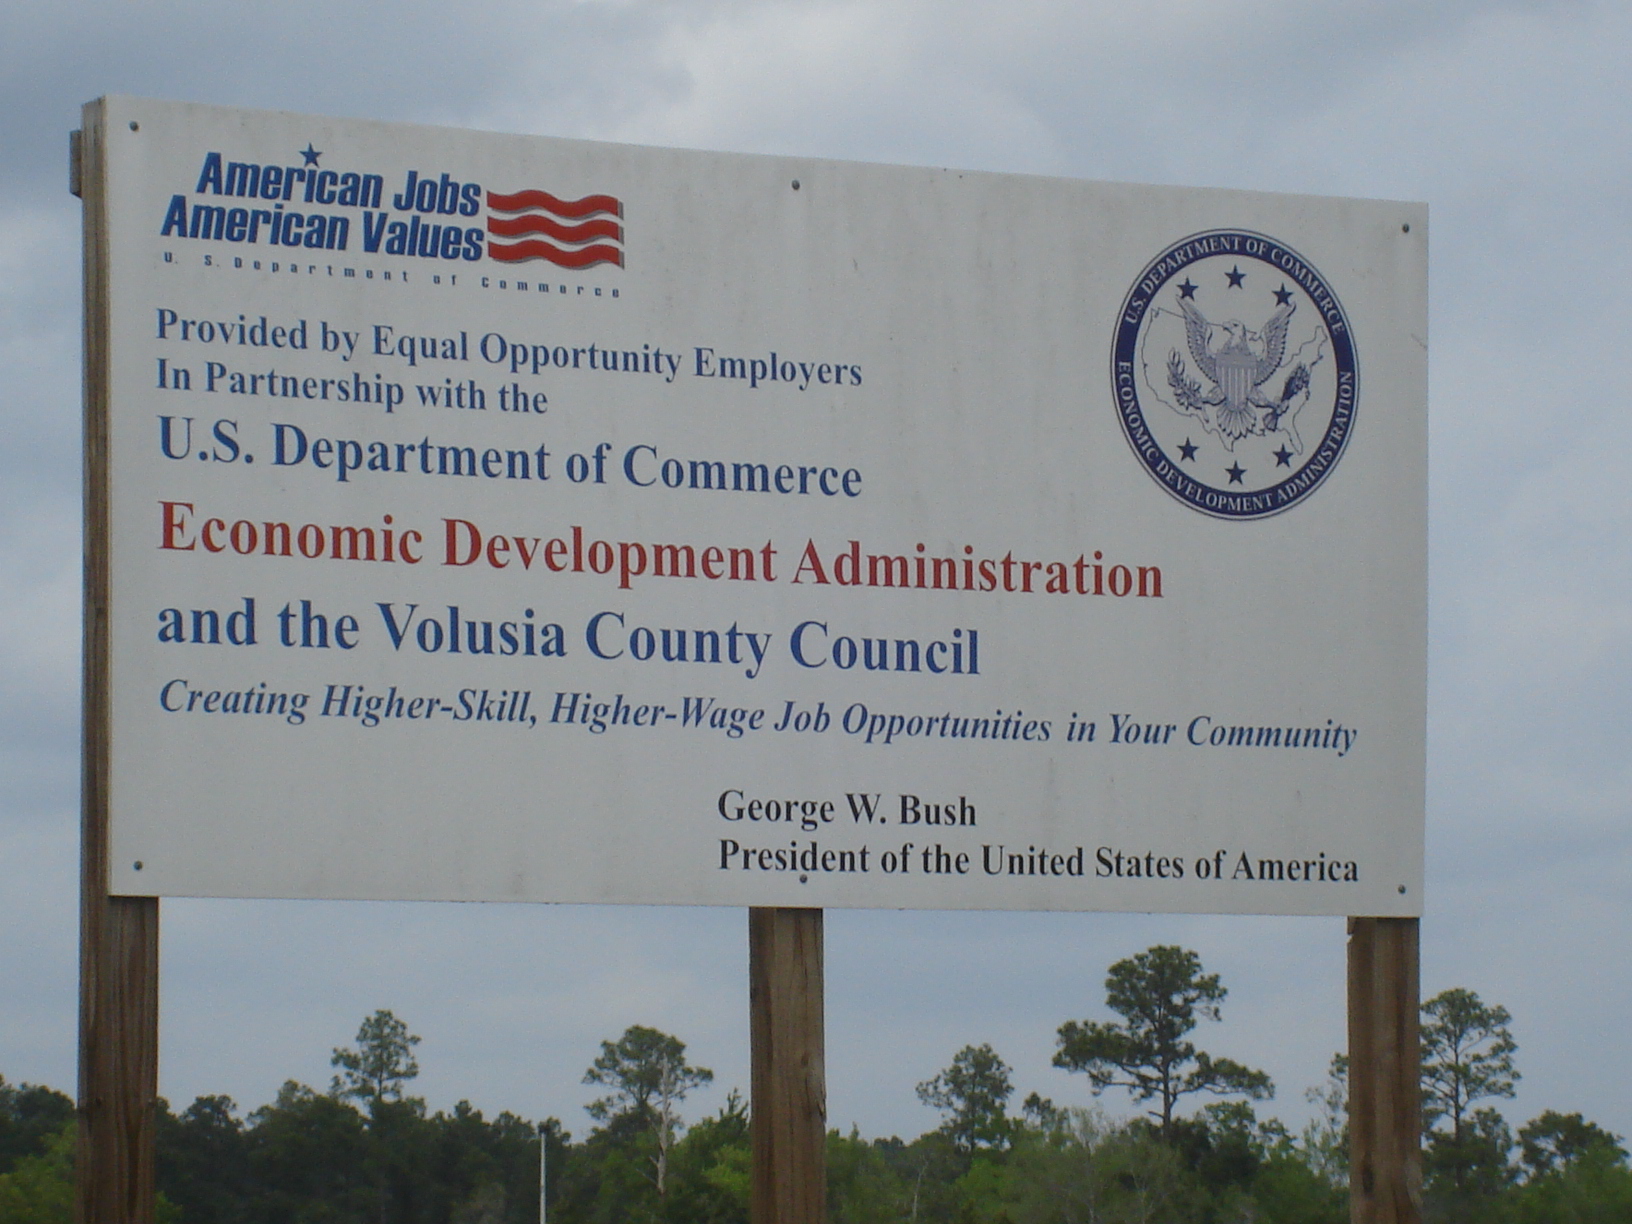 American Jobs
American Values
U. S. Department of Commerce
Provided by Equal Opportunity Employers
In Partnership with the
U.S. Department of Commerce
Economic Development Administration
and the Volusia County Council
Creating Higher-Skill, Higher-Wage Job Opportunities in Your Community
George W. Bush
President of the United States of America
U.S. DEPARTMENT OF COMMERCE
ECONOMIC DEVELOPMENT ADMINISTRATION